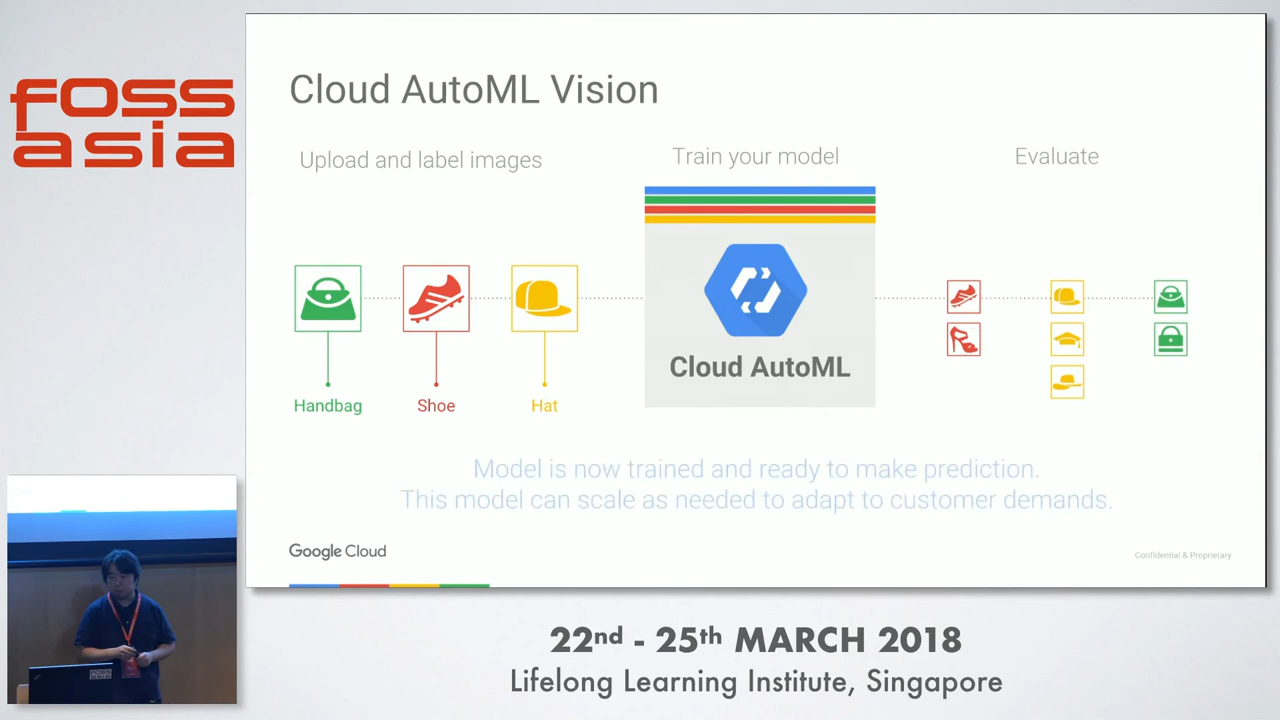 foss
asia
Cloud AutoML Vision
Upload and label images
Train your model
Evaluate
Cloud AutoML
Handbag
Shoe
Hat
Model is now trained and ready to make prediction.
This model can scale as needed to adapt to customer demands.
Google Cloud
Confidential & Proprietary
22nd - 25th MARCH 2018
Lifelong Learning Institute, Singapore